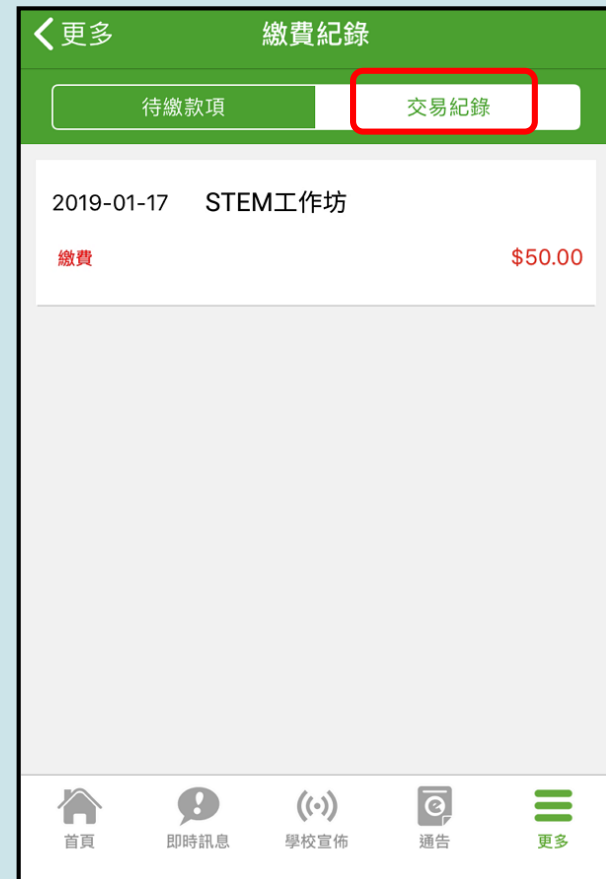 更多 繳費紀錄
待繳款項 交易紀錄
2019-01-17 STEM工作坊
繳費 $50.00
首頁 即時訊息 學校宣佈 通告 更多